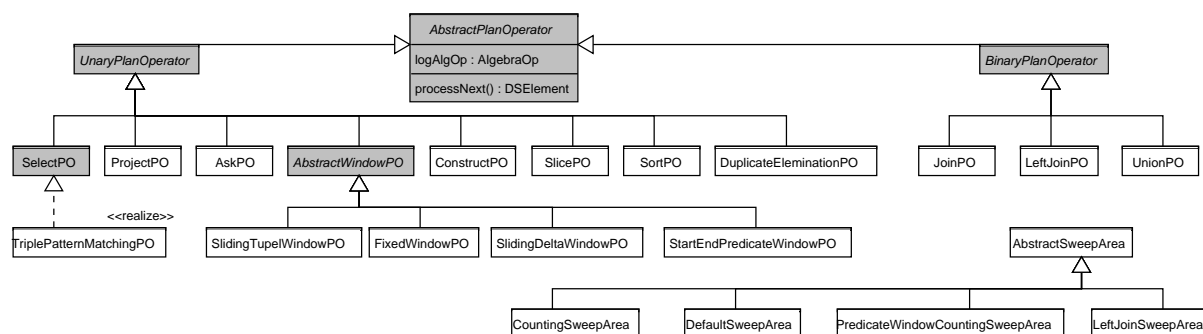 AbstractPlanOperator
logAlgOp : AlgebraOp
processNext() : DSElement
UnaryPlanOperator
BinaryPlanOperator
SelectPO
ProjectPO
AskPO
AbstractWindowPO
ConstructPO
SlicePO
SortPO
DuplicateEleminationPO
JoinPO
LeftJoinPO
UnionPO
<<realize>>
TriplePatternMatchingPO
SlidingTupelWindowPO
FixedWindowPO
SlidingDeltaWindowPO
StartEndPredicateWindowPO
AbstractSweepArea
CountingSweepArea
DefaultSweepArea
PredicateWindowCountingSweepArea
LeftJoinSweepArea